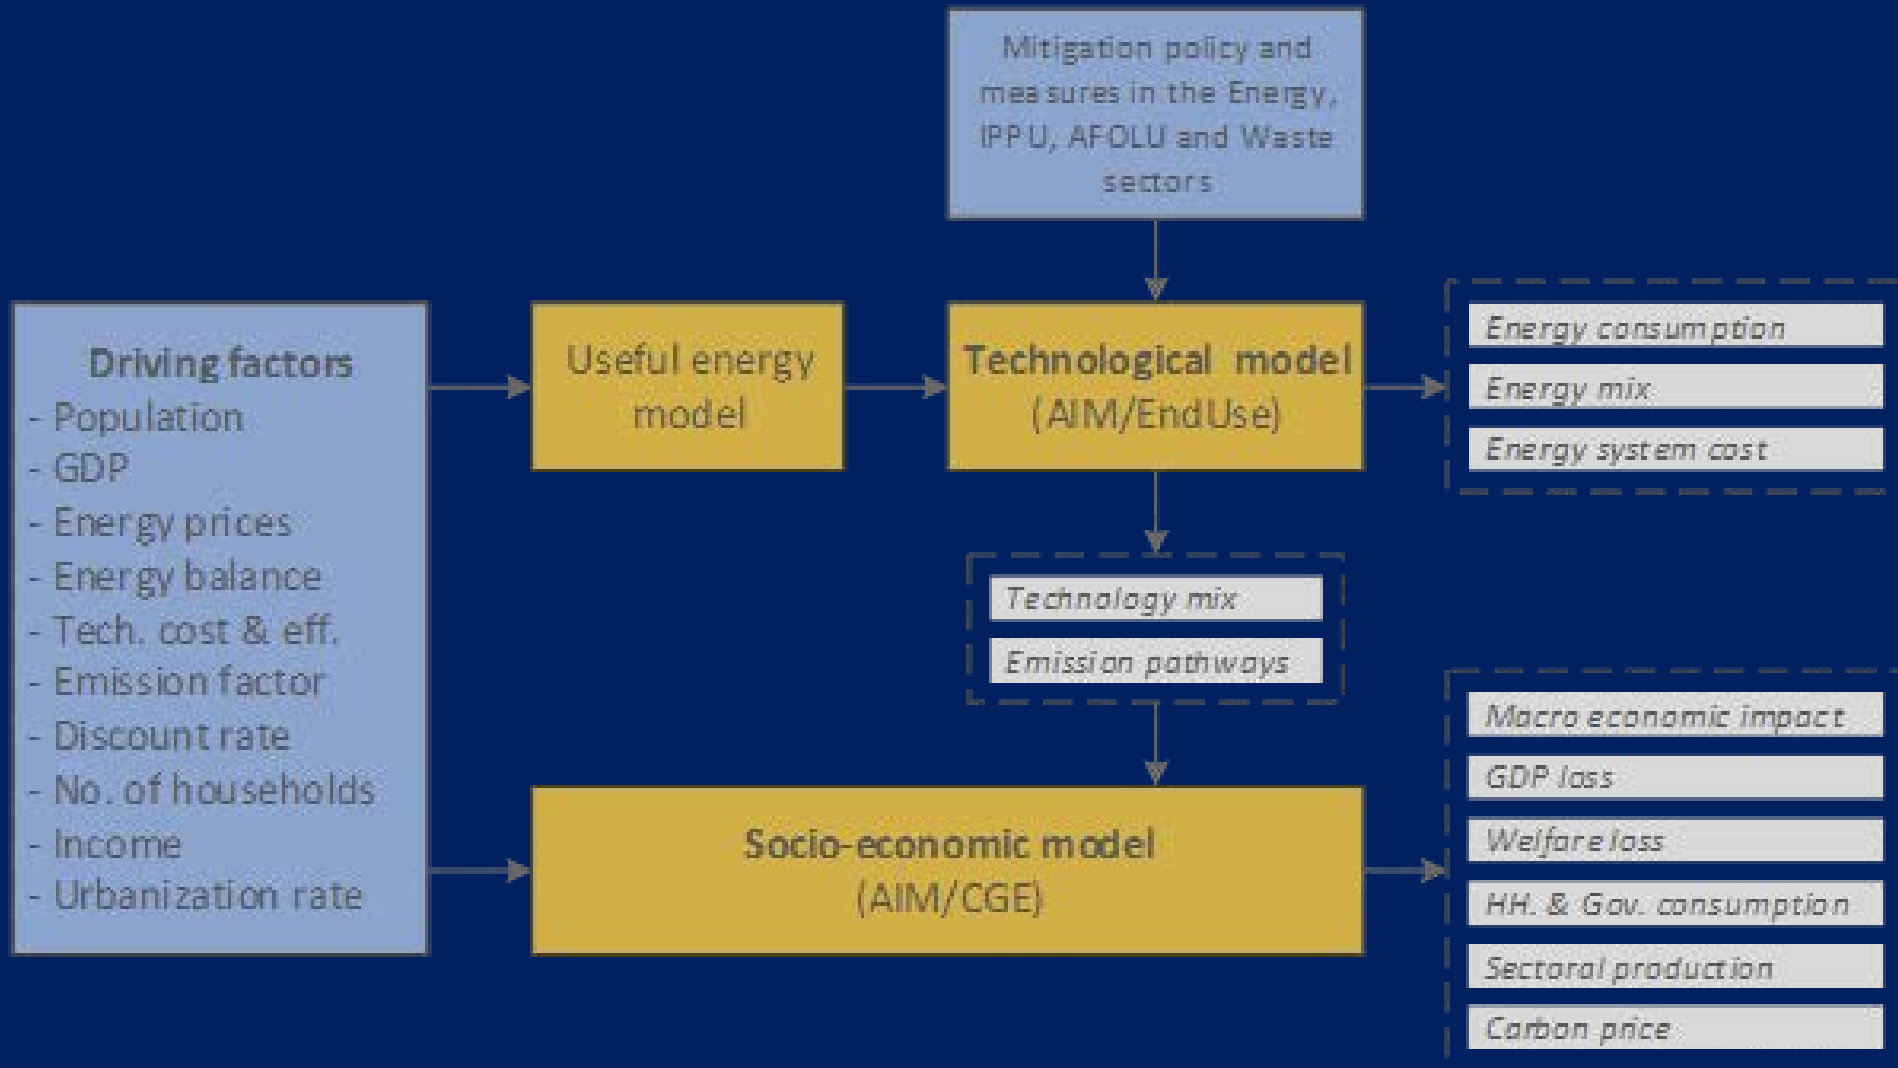 Mitigation policy and
measures in the Energy,
IPPU, AFOLU and Waste
sectors
Driving factors
- Population
- GDP
- Energy prices
- Energy balance
- Tech. cost & eff.
- Emission factor
- Discount rate
- No. of households
- Income
- Urbanization rate
Useful energy
model
Technological model
(AIM/EndUse)
Energy consumption
Energy mix
Energy system cost
Technology mix
Emission pathways
Socio-economic model
(AIM/CGE)
Macro economic impact
GDP loss
Welfare loss
HH. & Gov. consumption
Sectoral production
Carbon price